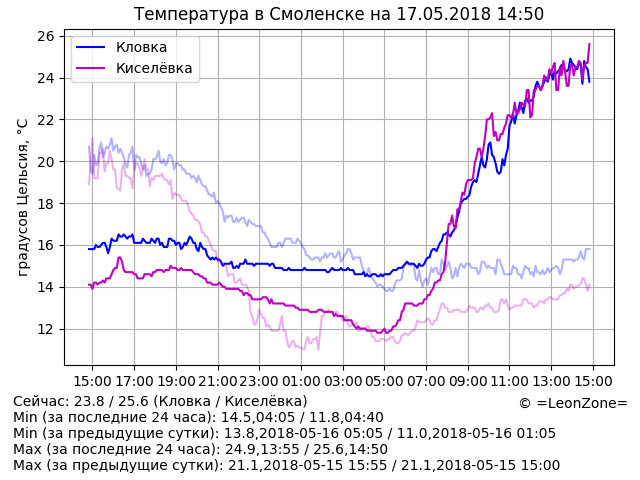 Температура в Смоленске на 17.05.2018 14:50
Кловка
Киселёвка
градусов Цельсия, °C
26
24
22
20
18
16
14
12
15:00 17:00 19:00 21:00 23:00 01:00 03:00 05:00 07:00 09:00 11:00 13:00 15:00
Сейчас: 23.8 / 25.6 (Кловка / Киселёвка)
© =LeonZone=
Min (за последние 24 часа): 14.5,04:05 / 11.8,04:40
Min (за предыдущие сутки): 13.8,2018-05-16 05:05 / 11.0,2018-05-16 01:05
Max (за последние 24 часа): 24.9,13:55 / 25.6,14:50
Max (за предыдущие сутки): 21.1,2018-05-15 15:55 / 21.1,2018-05-15 15:00